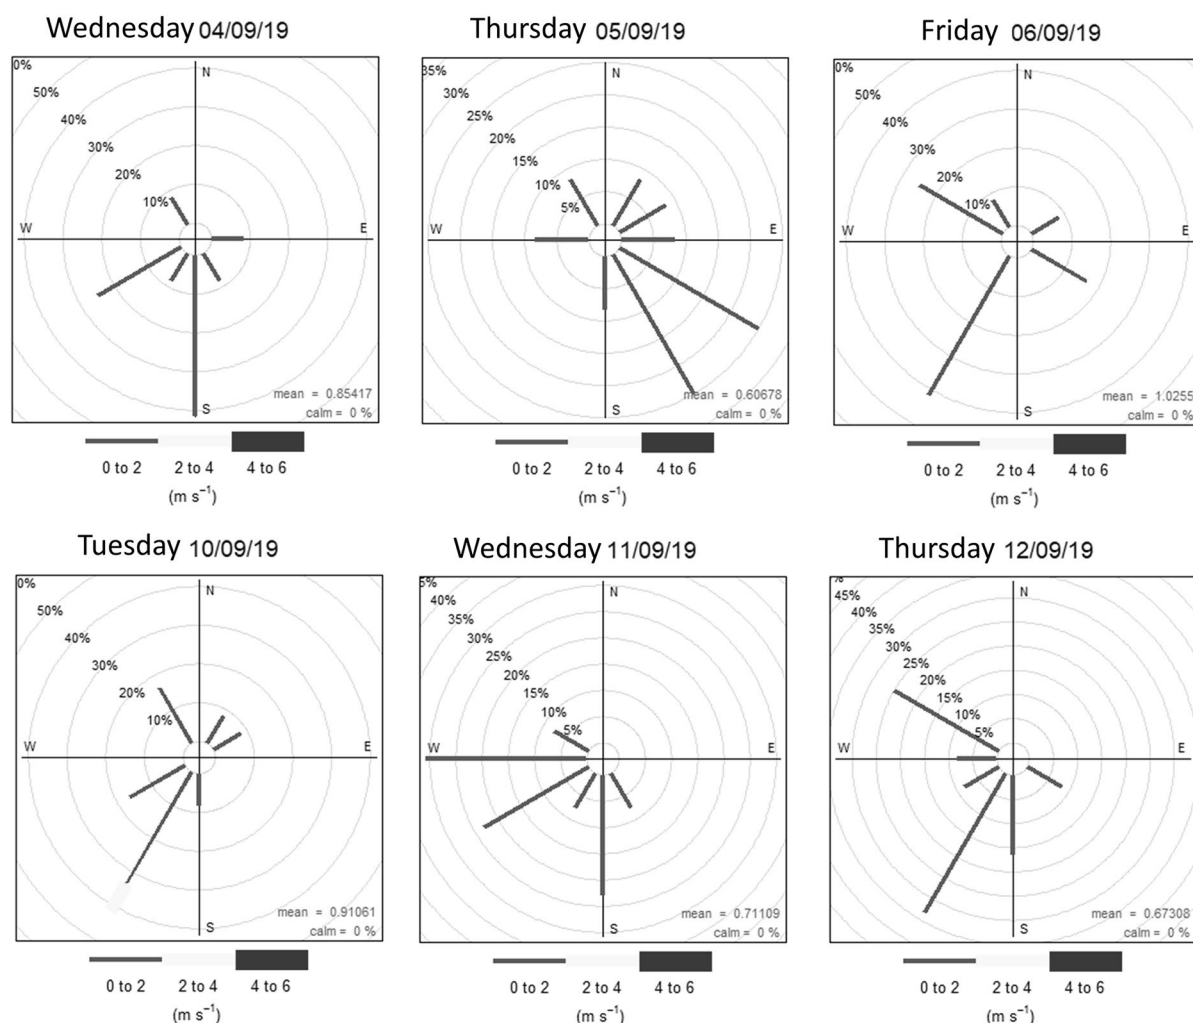 Wednesday 04/09/19
0%
50%
40%
30%
20%
10%
N
W
E
S
mean = 0.85417
calm = 0 %
0 to 2 2 to 4 4 to 6
(m s⁻¹)
Thursday 05/09/19
35%
30%
25%
20%
15%
10%
5%
N
W
E
S
mean = 0.60678
calm = 0 %
0 to 2 2 to 4 4 to 6
(m s⁻¹)
Friday 06/09/19
0%
50%
40%
30%
20%
10%
N
W
E
S
mean = 1.0255
calm = 0 %
0 to 2 2 to 4 4 to 6
(m s⁻¹)
Tuesday 10/09/19
0%
50%
40%
30%
20%
10%
N
W
E
S
mean = 0.91061
calm = 0 %
0 to 2 2 to 4 4 to 6
(m s⁻¹)
Wednesday 11/09/19
5%
40%
35%
30%
25%
20%
15%
10%
5%
N
W
E
S
mean = 0.71109
calm = 0 %
0 to 2 2 to 4 4 to 6
(m s⁻¹)
Thursday 12/09/19
%
45%
40%
35%
30%
25%
20%
15%
10%
5%
N
W
E
S
mean = 0.67308
calm = 0 %
0 to 2 2 to 4 4 to 6
(m s⁻¹)